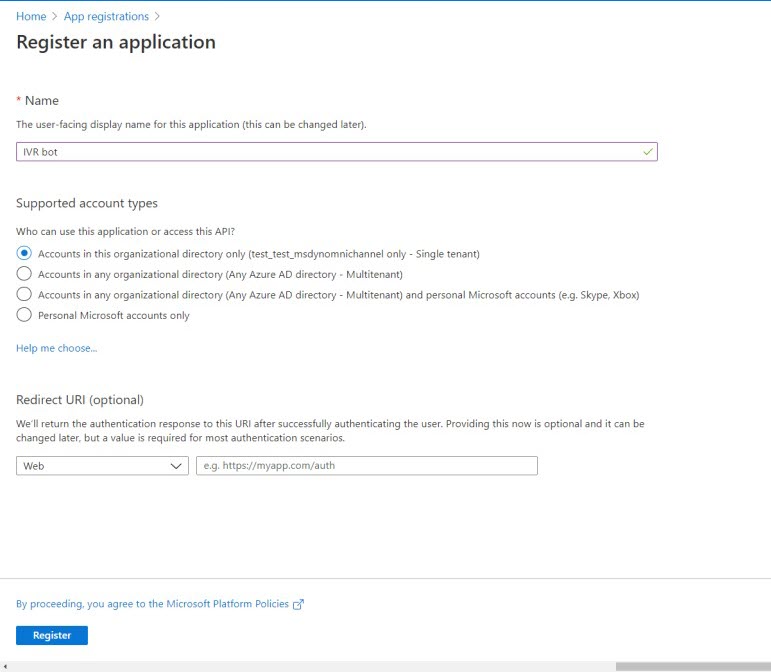 Home > App registrations >
Register an application
* Name
The user-facing display name for this application (this can be changed later).
IVR bot
Supported account types
Who can use this application or access this API?
Accounts in this organizational directory only (test_test_msdynomnichannel only - Single tenant)
Accounts in any organizational directory (Any Azure AD directory - Multitenant)
Accounts in any organizational directory (Any Azure AD directory - Multitenant) and personal Microsoft accounts (e.g. Skype, Xbox)
Personal Microsoft accounts only
Help me choose...
Redirect URI (optional)
We'll return the authentication response to this URI after successfully authenticating the user. Providing this now is optional and it can be
changed later, but a value is required for most authentication scenarios.
Web e.g. https://myapp.com/auth
By proceeding, you agree to the Microsoft Platform Policies
Register